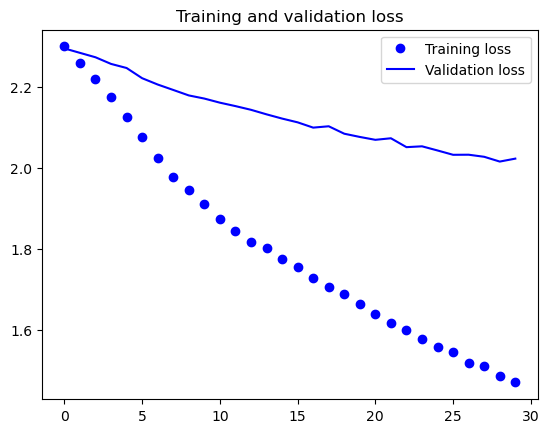 Training and validation loss
Training loss
Validation loss
2.2
2.0
1.8
1.6
0 5 10 15 20 25 30